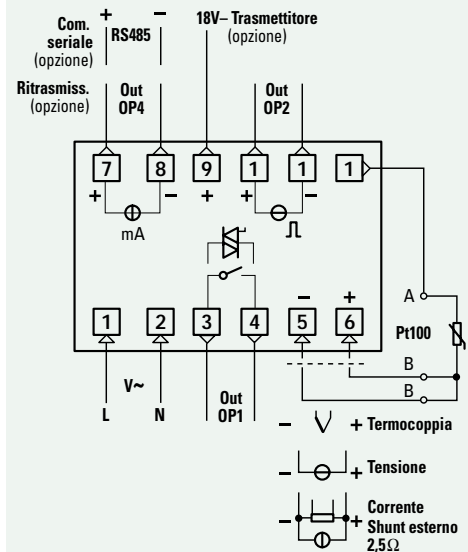 + –
Com. seriale (opzione)
RS485
18V– Trasmettitore
(opzione)
Ritrasmiss. (opzione)
Out OP4
Out OP2
7 8 9 1 1 1
+ – + + –
mA
A
– +
1 2 3 4 5 6
Pt100
B
B
V~
L N
Out OP1
– + Termocoppia
– + Tensione
– + Corrente
Shunt esterno
2,5Ω